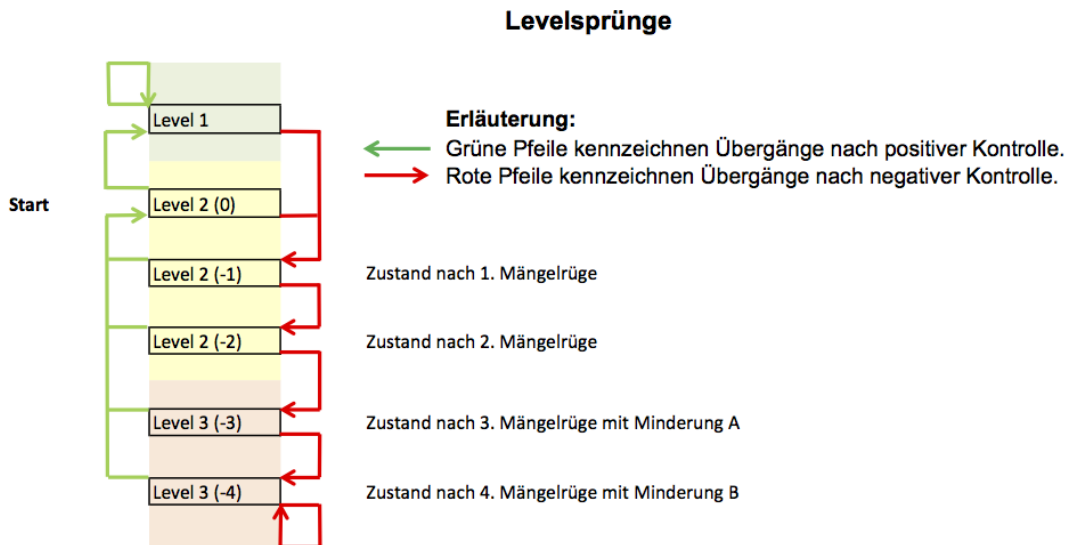 Levelsprünge
Level 1
Erläuterung:
Grüne Pfeile kennzeichnen Übergänge nach positiver Kontrolle.
Rote Pfeile kennzeichnen Übergänge nach negativer Kontrolle.
Start
Level 2 (0)
Level 2 (-1)
Zustand nach 1. Mängelrüge
Level 2 (-2)
Zustand nach 2. Mängelrüge
Level 3 (-3)
Zustand nach 3. Mängelrüge mit Minderung A
Level 3 (-4)
Zustand nach 4. Mängelrüge mit Minderung B